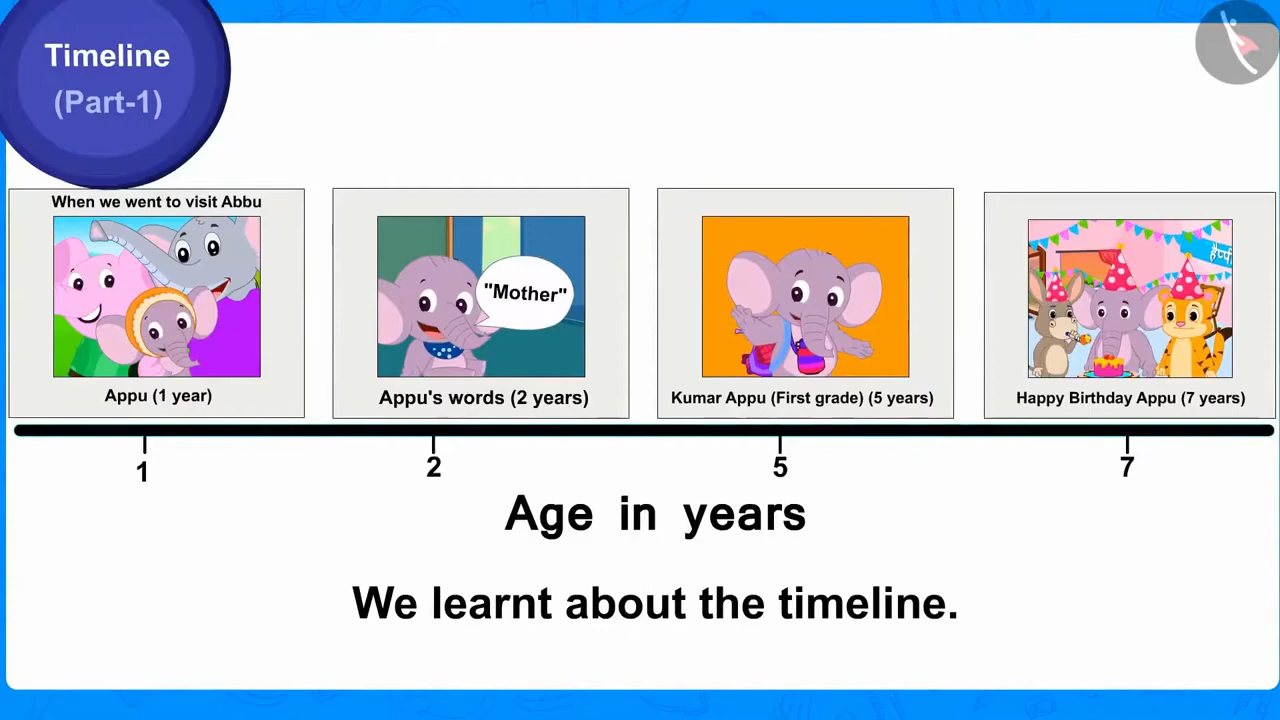 Timeline
(Part-1)
When we went to visit Abbu
"Mother"
हैप्पी
Appu (1 year)
Appu's words (2 years)
Kumar Appu (First grade) (5 years)
Happy Birthday Appu (7 years)
1
2
5
7
Age in years
We learnt about the timeline.